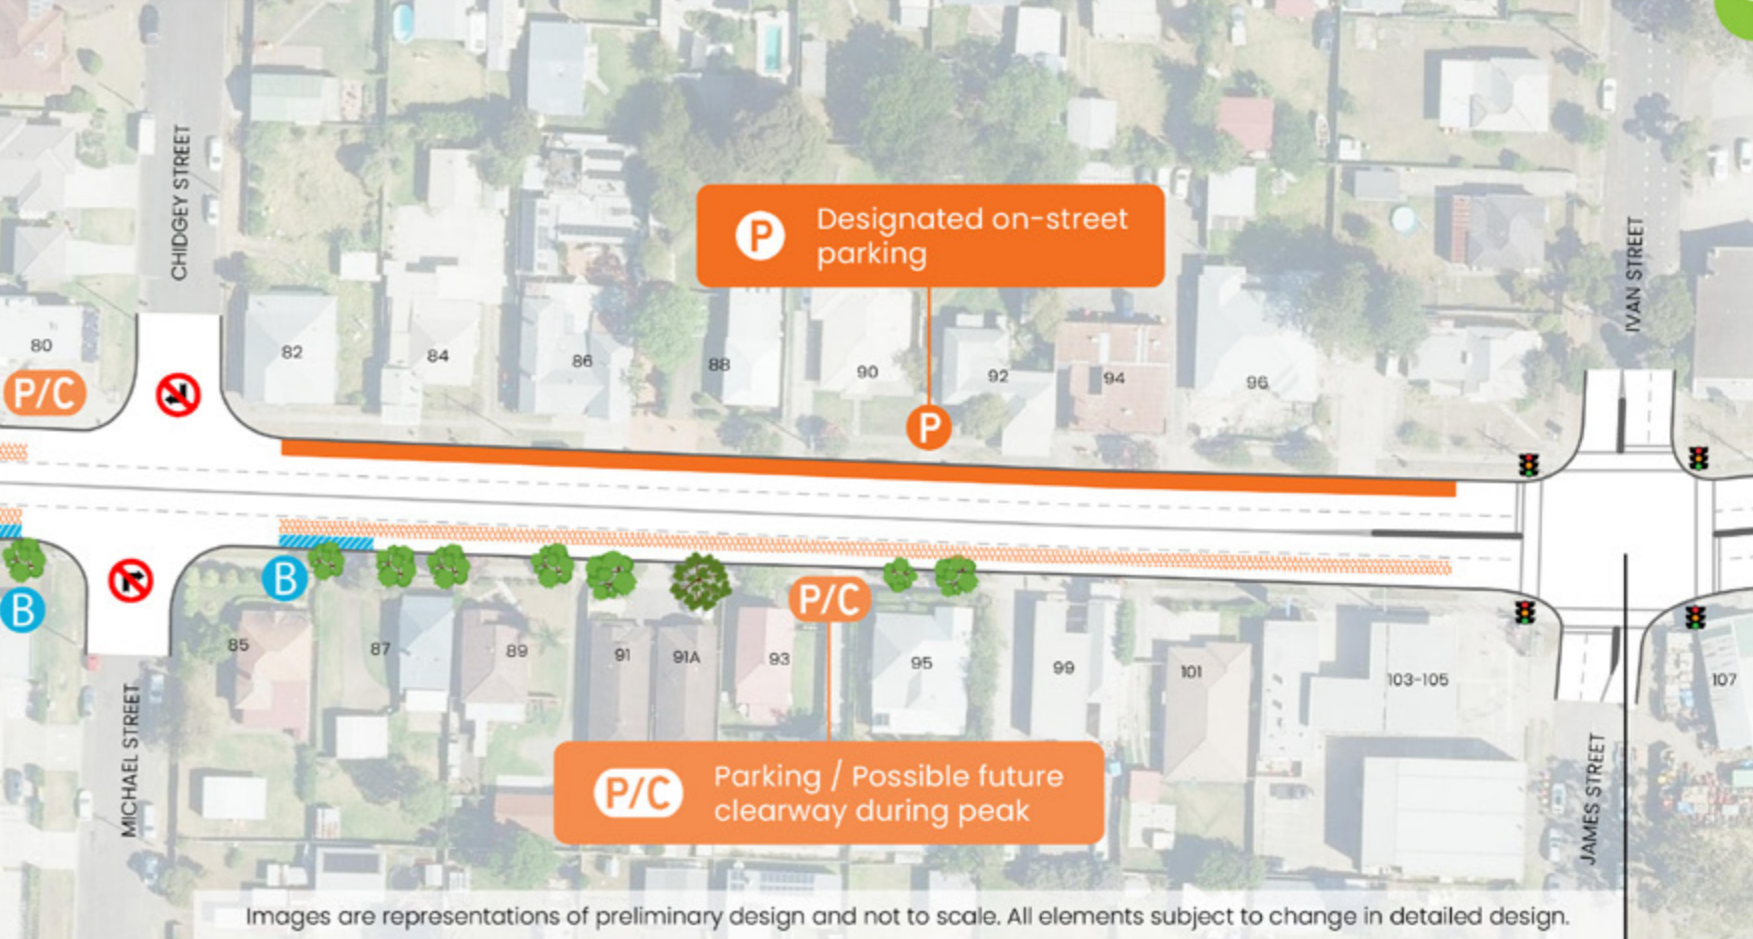 CHIDGEY STREET
IVAN STREET
P Designated on-street
parking
80
82
84
86
88
90
92
94
96
P/C
P
B
B
P/C
85
87
89
91
91A
93
95
99
101
103-105
107
MICHAEL STREET
JAMES STREET
P/C Parking / Possible future
clearway during peak
Images are representations of preliminary design and not to scale. All elements subject to change in detailed design.